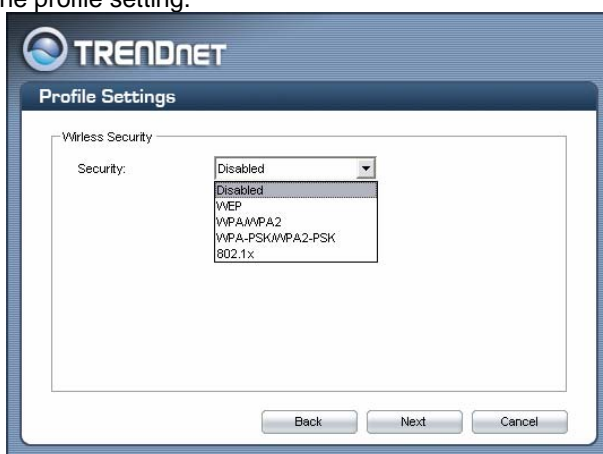 he profile setting.
TRENDnet
Profile Settings
Wirless Security
Security: Disabled
Disabled
WEP
WPA/WPA2
WPA-PSK/WPA2-PSK
802.1x
Back Next Cancel